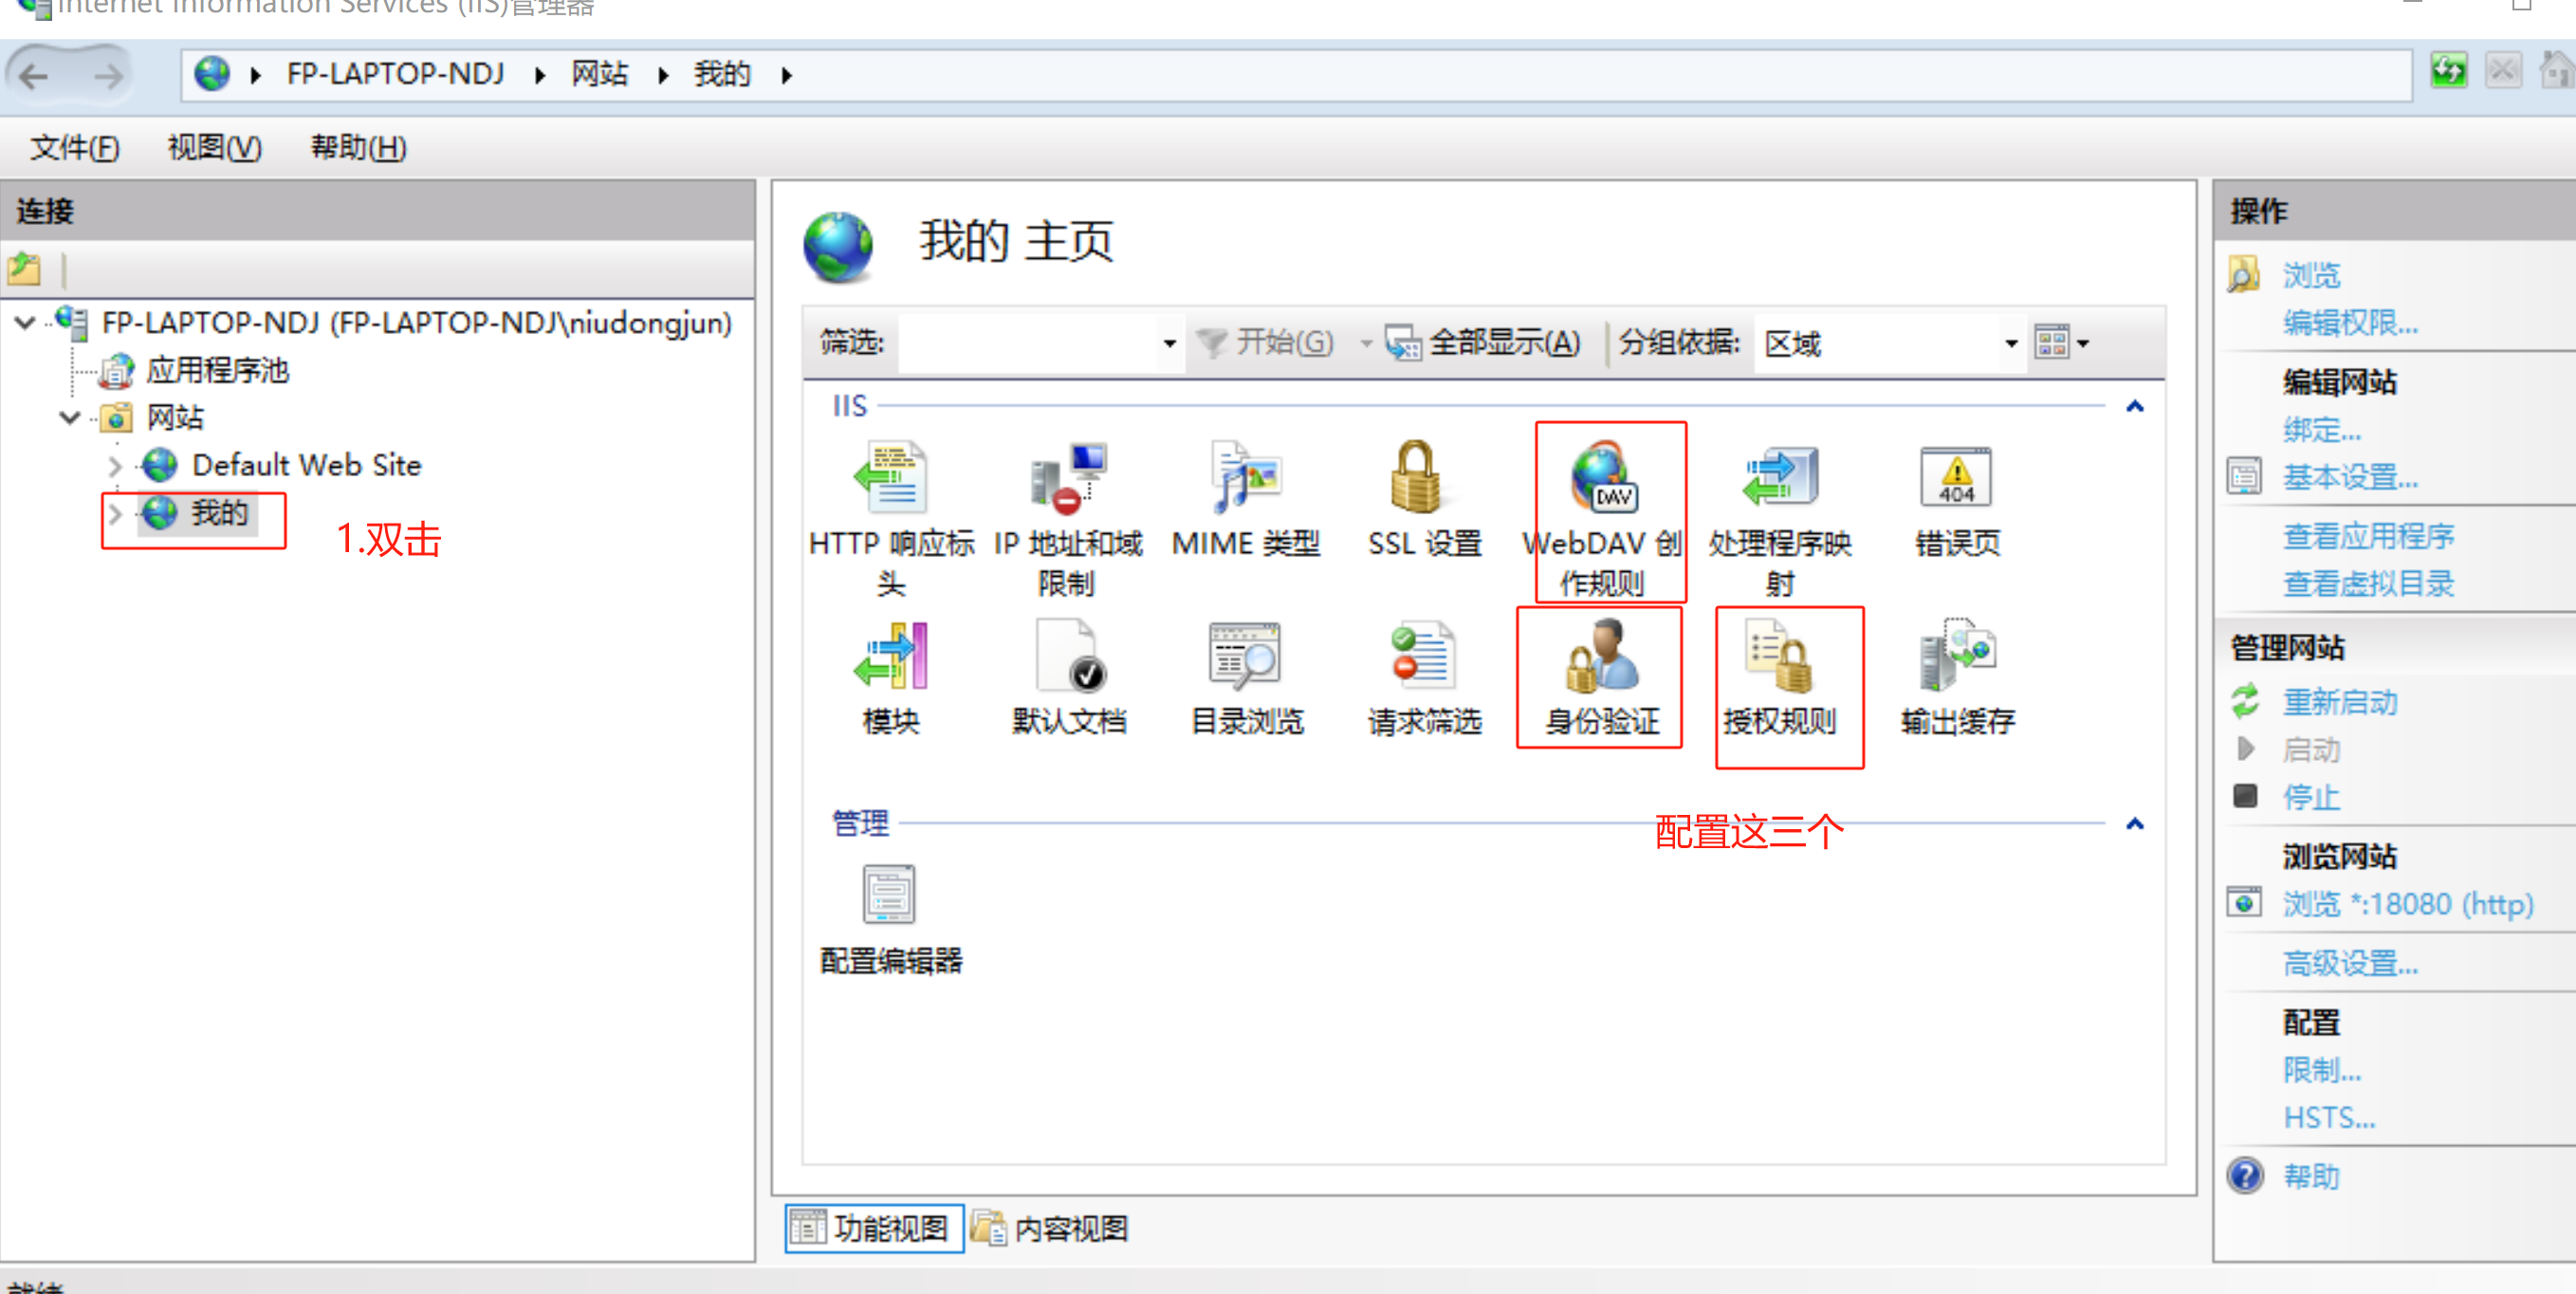 Internet Information Services (IIS)管理器
FP-LAPTOP-NDJ
网站
我的
文件(F)
视图(V)
帮助(H)
连接
FP-LAPTOP-NDJ (FP-LAPTOP-NDJ\niudongjun)
应用程序池
网站
Default Web Site
我的
1.双击
我的 主页
筛选:
开始(G)
全部显示(A)
分组依据:
区域
IIS
HTTP 响应标
头
IP 地址和域
限制
MIME 类型
SSL 设置
WebDAV 创
作规则
DAV
处理程序映
射
404
错误页
模块
默认文档
目录浏览
请求筛选
身份验证
授权规则
输出缓存
管理
配置这三个
配置编辑器
功能视图
内容视图
操作
浏览
编辑权限...
编辑网站
绑定...
基本设置...
查看应用程序
查看虚拟目录
管理网站
重新启动
启动
停止
浏览网站
浏览 *:18080 (http)
高级设置...
配置
限制...
HSTS...
帮助
就绪